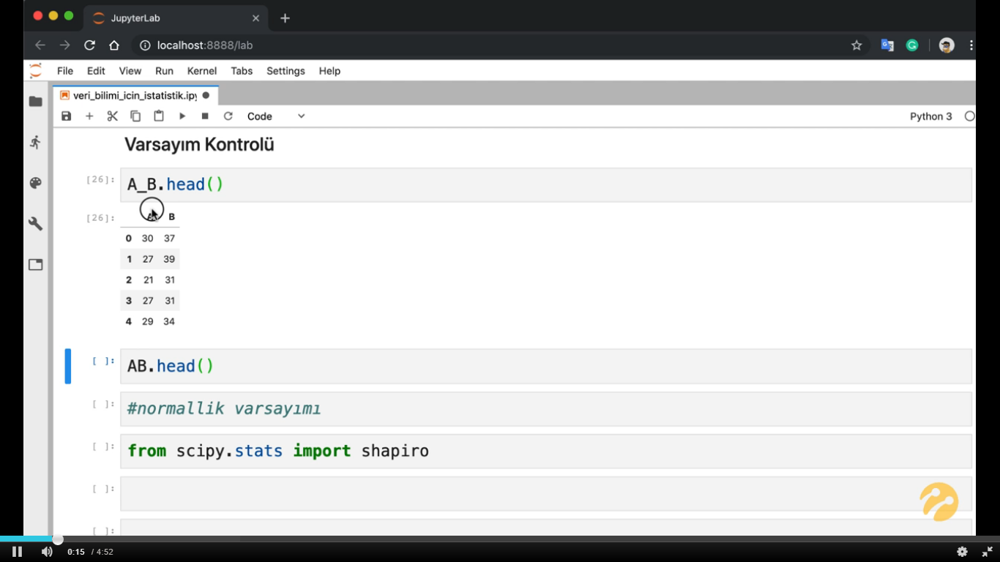 JupyterLab
localhost:8888/lab
File Edit View Run Kernel Tabs Settings Help
veri_bilimi_icin_istatistik.ipy
Code Python 3
Varsayım Kontrolü
[26]: A_B.head()
[26]:
A B
0 30 37
1 27 39
2 21 31
3 27 31
4 29 34
[ ]: AB.head()
[ ]: #normallik varsayımı
[ ]: from scipy.stats import shapiro
[ ]:
[ ]:
0:15 / 4:52